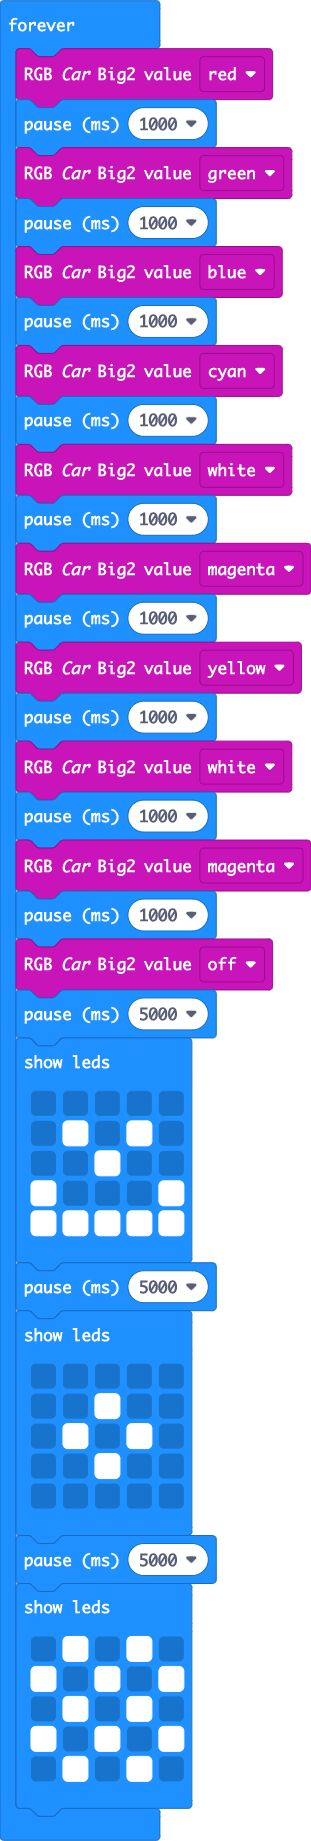 forever
RGB Car Big2 value red
pause (ms) 1000
RGB Car Big2 value green
pause (ms) 1000
RGB Car Big2 value blue
pause (ms) 1000
RGB Car Big2 value cyan
pause (ms) 1000
RGB Car Big2 value white
pause (ms) 1000
RGB Car Big2 value magenta
pause (ms) 1000
RGB Car Big2 value yellow
pause (ms) 1000
RGB Car Big2 value white
pause (ms) 1000
RGB Car Big2 value magenta
pause (ms) 1000
RGB Car Big2 value off
pause (ms) 5000
show leds
pause (ms) 5000
show leds
pause (ms) 5000
show leds